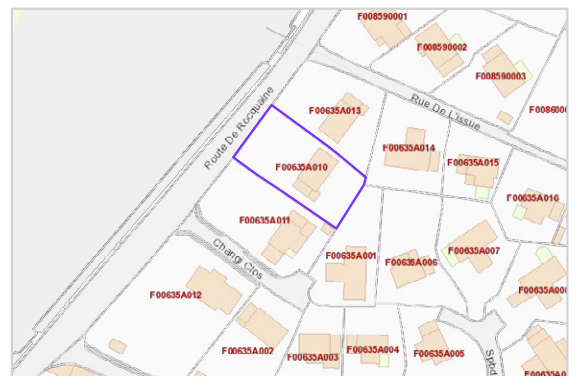 F008590001
F008590002
F008590003
F00635A013
Route De Rocquaine
Rue De L'issue
F00635A014
F00635A010
F00635A015
F00635A016
F00635A011
Chang Clos
F00635A001
F00635A006
F00635A007
F00635A012
F00635A002
F00635A003
F00635A004
F00635A005